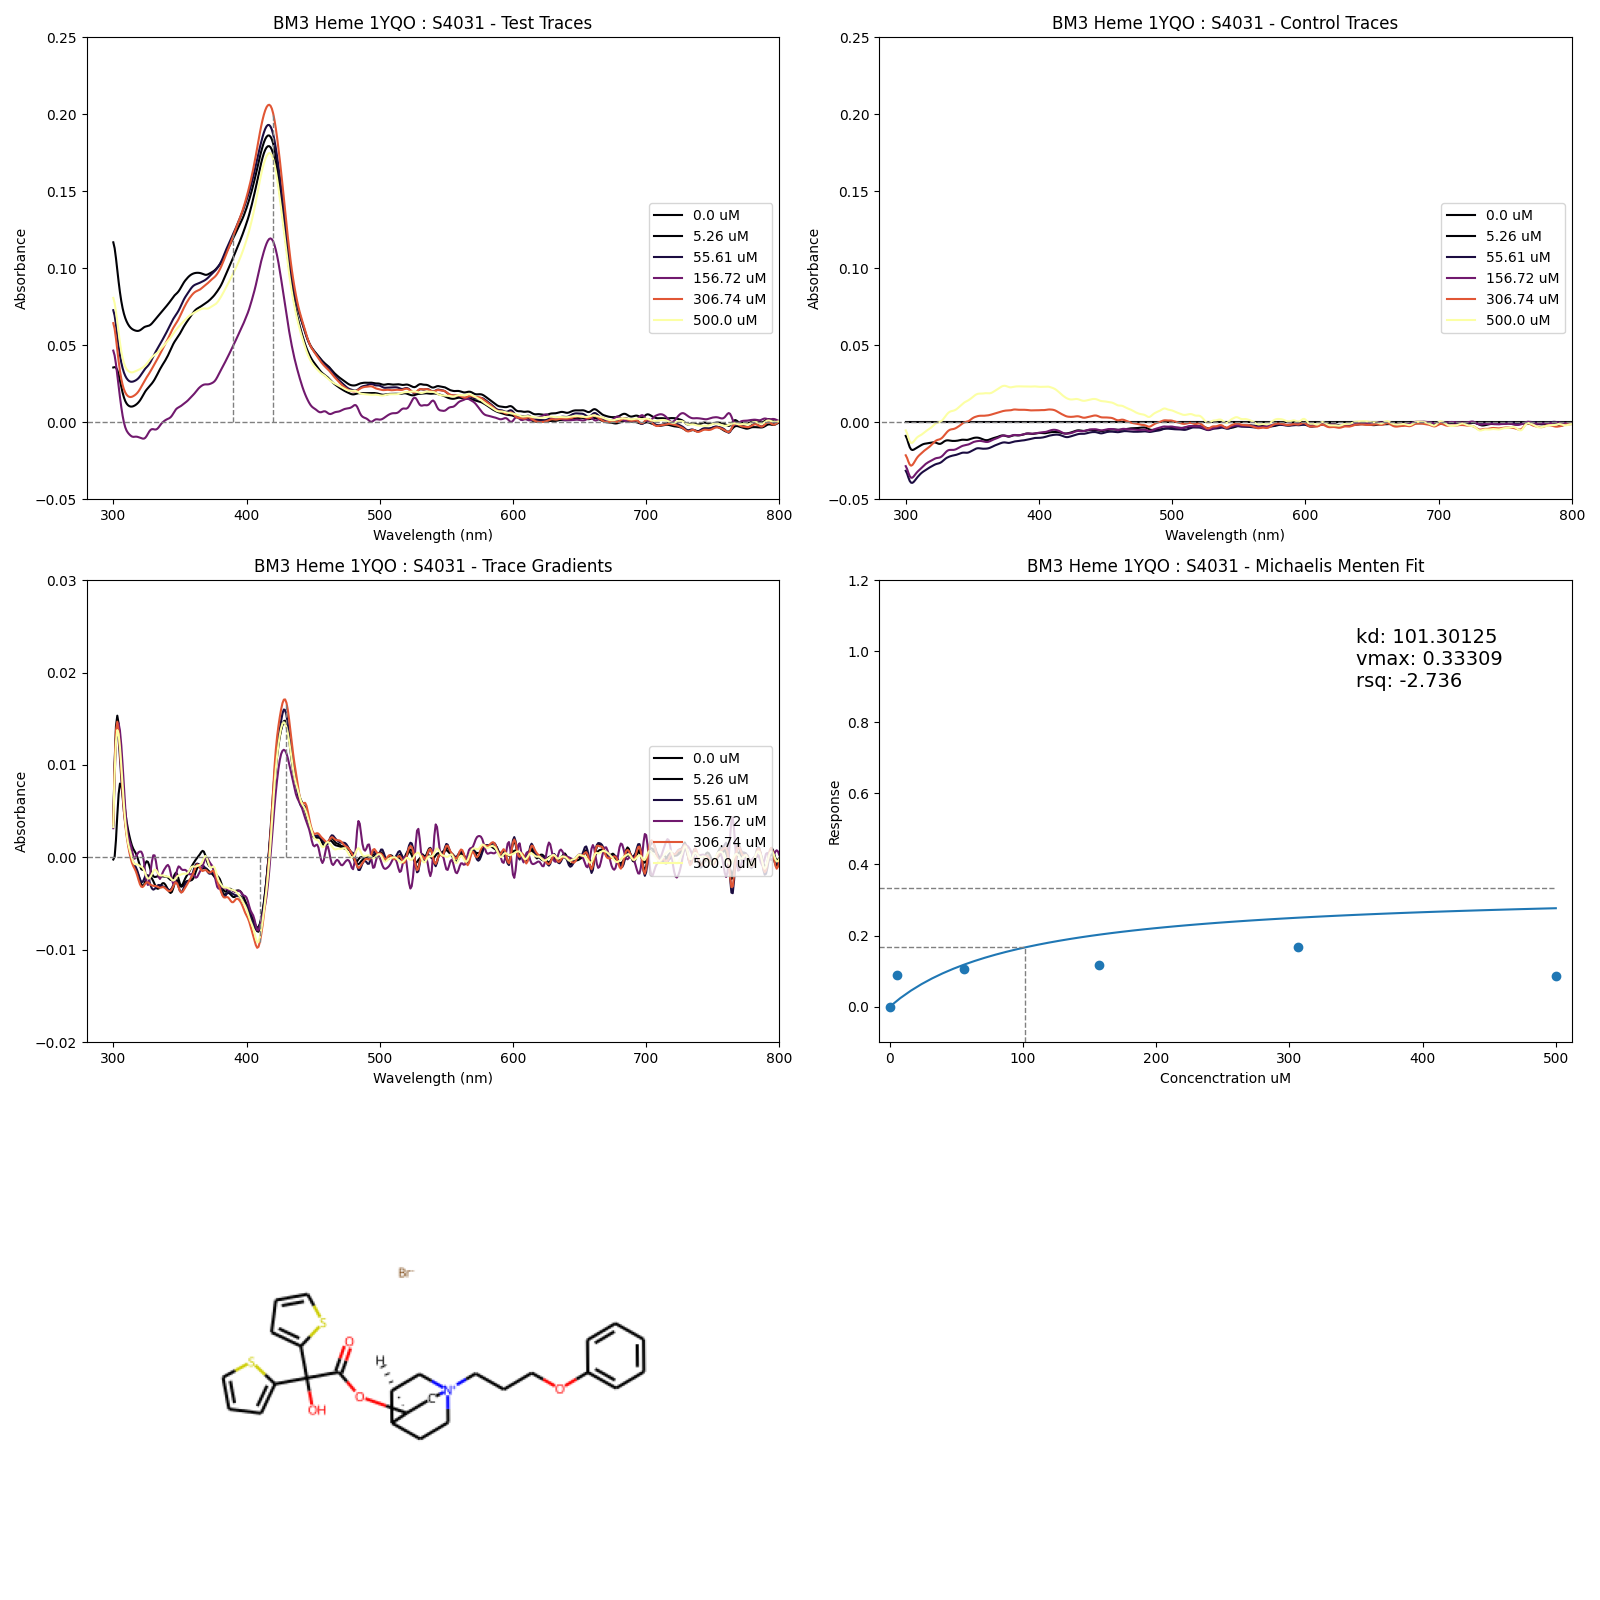 BM3 Heme 1YQO : S4031 - Test Traces
0.25
0.20
0.15
0.10
0.05
0.00
−0.05
Absorbance
300 400 500 600 700 800
Wavelength (nm)
0.0 uM
5.26 uM
55.61 uM
156.72 uM
306.74 uM
500.0 uM
BM3 Heme 1YQO : S4031 - Control Traces
0.25
0.20
0.15
0.10
0.05
0.00
−0.05
Absorbance
300 400 500 600 700 800
Wavelength (nm)
0.0 uM
5.26 uM
55.61 uM
156.72 uM
306.74 uM
500.0 uM
BM3 Heme 1YQO : S4031 - Trace Gradients
0.03
0.02
0.01
0.00
−0.01
−0.02
Absorbance
300 400 500 600 700 800
Wavelength (nm)
0.0 uM
5.26 uM
55.61 uM
156.72 uM
306.74 uM
500.0 uM
BM3 Heme 1YQO : S4031 - Michaelis Menten Fit
1.2
1.0
0.8
0.6
0.4
0.2
0.0
Response
kd: 101.30125
vmax: 0.33309
rsq: -2.736
0 100 200 300 400 500
Concenctration uM
Br⁻
S
S
O
H
O
OH
C
N⁺
O